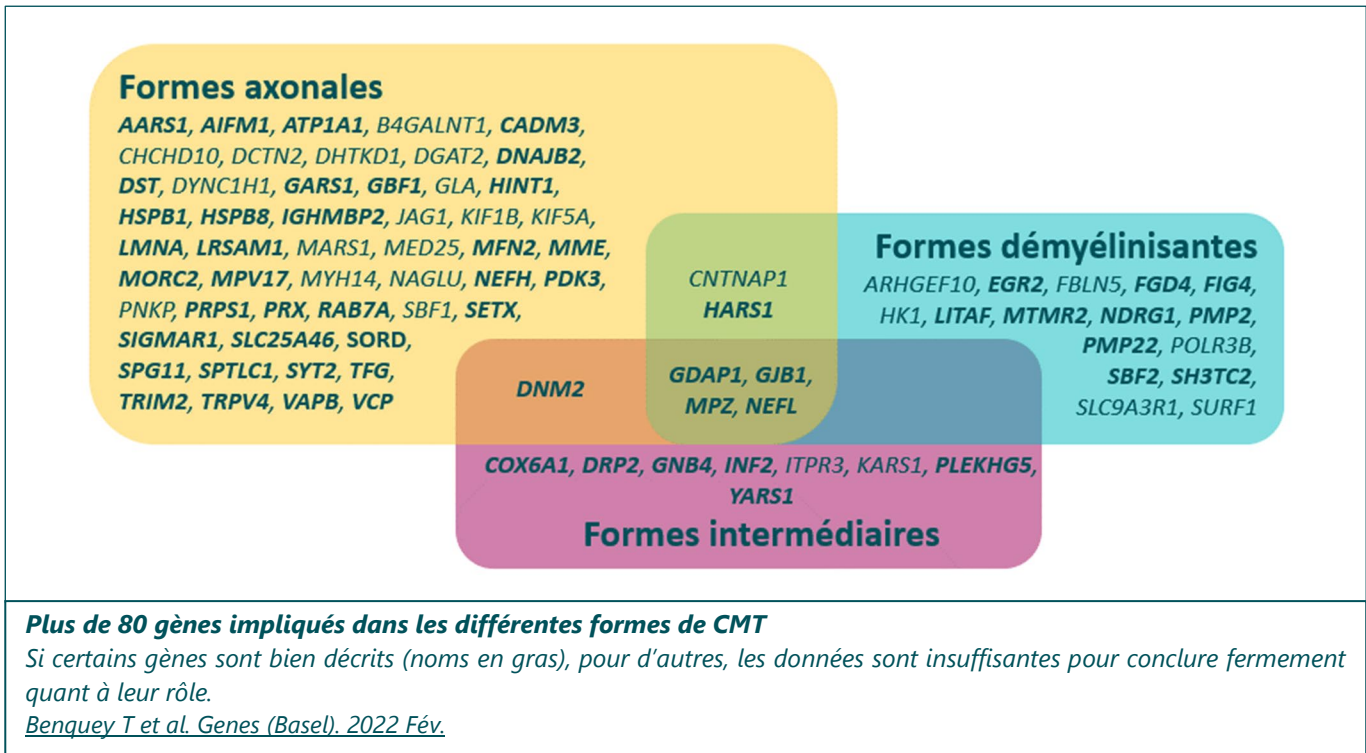 Formes axonales
AARS1, AIFM1, ATP1A1, B4GALNT1, CADM3,
CHCHD10, DCTN2, DHTKD1, DGAT2, DNAJB2,
DST, DYNC1H1, GARS1, GBF1, GLA, HINT1,
HSPB1, HSPB8, IGHMBP2, JAG1, KIF1B, KIF5A,
LMNA, LRSAM1, MARS1, MED25, MFN2, MME,
MORC2, MPV17, MYH14, NAGLU, NEFH, PDK3,
PNKP, PRPS1, PRX, RAB7A, SBF1, SETX,
SIGMAR1, SLC25A46, SORD,
SPG11, SPTLC1, SYT2, TFG,
TRIM2, TRPV4, VAPB, VCP
CNTNAP1
HARS1
Formes démyélinisantes
ARHGEF10, EGR2, FBLN5, FGD4, FIG4,
HK1, LITAF, MTMR2, NDRG1, PMP2,
PMP22, POLR3B,
SBF2, SH3TC2,
SLC9A3R1, SURF1
DNM2
GDAP1, GJB1,
MPZ, NEFL
COX6A1, DRP2, GNB4, INF2, ITPR3, KARS1, PLEKHG5,
YARS1
Formes intermédiaires
Plus de 80 gènes impliqués dans les différentes formes de CMT
Si certains gènes sont bien décrits (noms en gras), pour d'autres, les données sont insuffisantes pour conclure fermement
quant à leur rôle.
Benquey T et al. Genes (Basel). 2022 Fév.